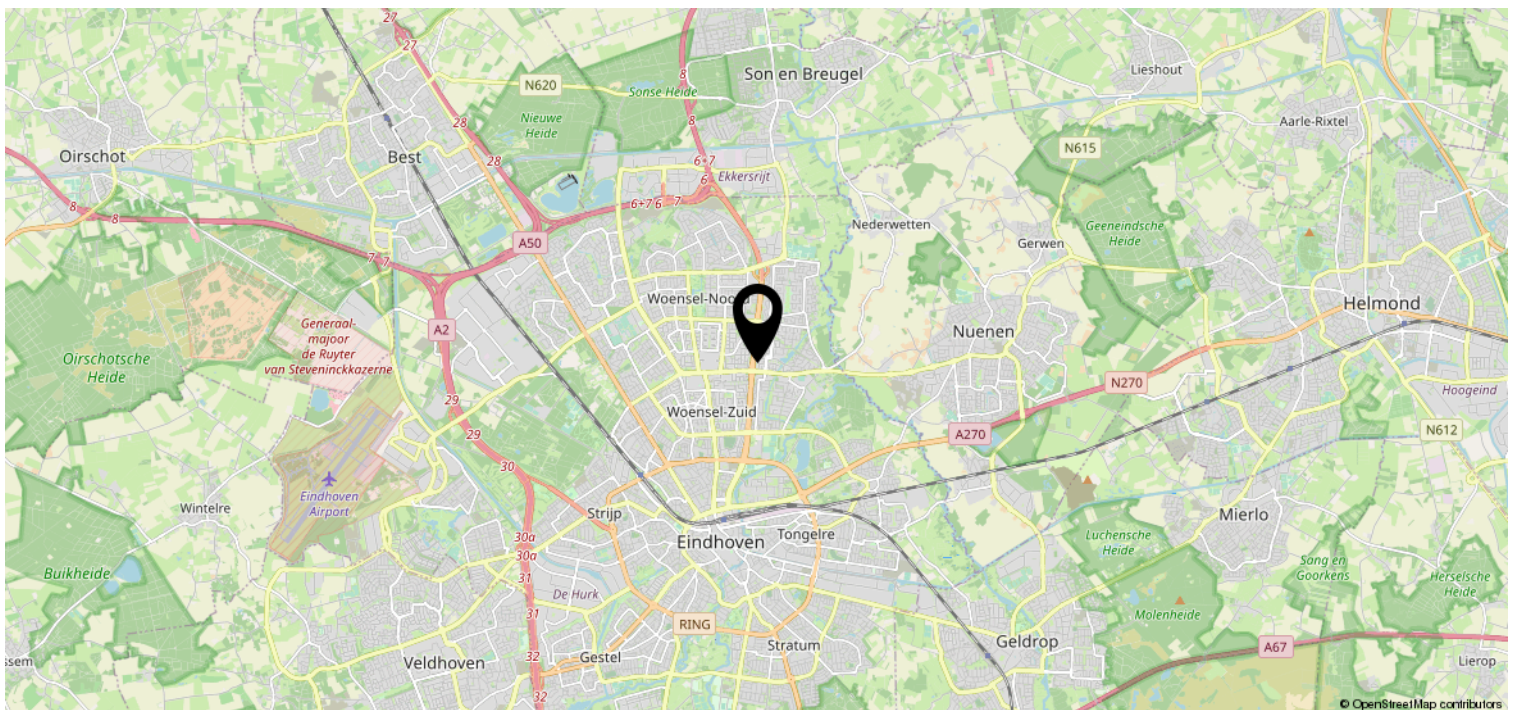 27
27
N620
Son en Breugel
Lieshout
8
Sonse Heide
Nieuwe
Heide
28
8
Aarle-Rixtel
Oirschot
Best
28
6+7
N615
Ekkersrijt
6
8
8
6+7
6
7
Nederwetten
Geeneindsche
Heide
A50
Gerwen
7
7
Woensel-Noord
Helmond
Generaal-
majoor
de Ruyter
van Steveninckkazerne
A2
Nuenen
Oirschotsche
Heide
N270
Hoogeind
29
Woensel-Zuid
29
A270
N612
30
Eindhoven
Airport
Wintelre
Strijp
Mierlo
30a
Eindhoven
Tongelre
Luchensche
Heide
30a
Sang en
Goorkens
Buikheide
31
Herselsche
Heide
De Hurk
31
Molenheide
RING
Stratum
Geldrop
A67
32
Gestel
ssem
Veldhoven
Lierop
32
© OpenStreetMap contributors